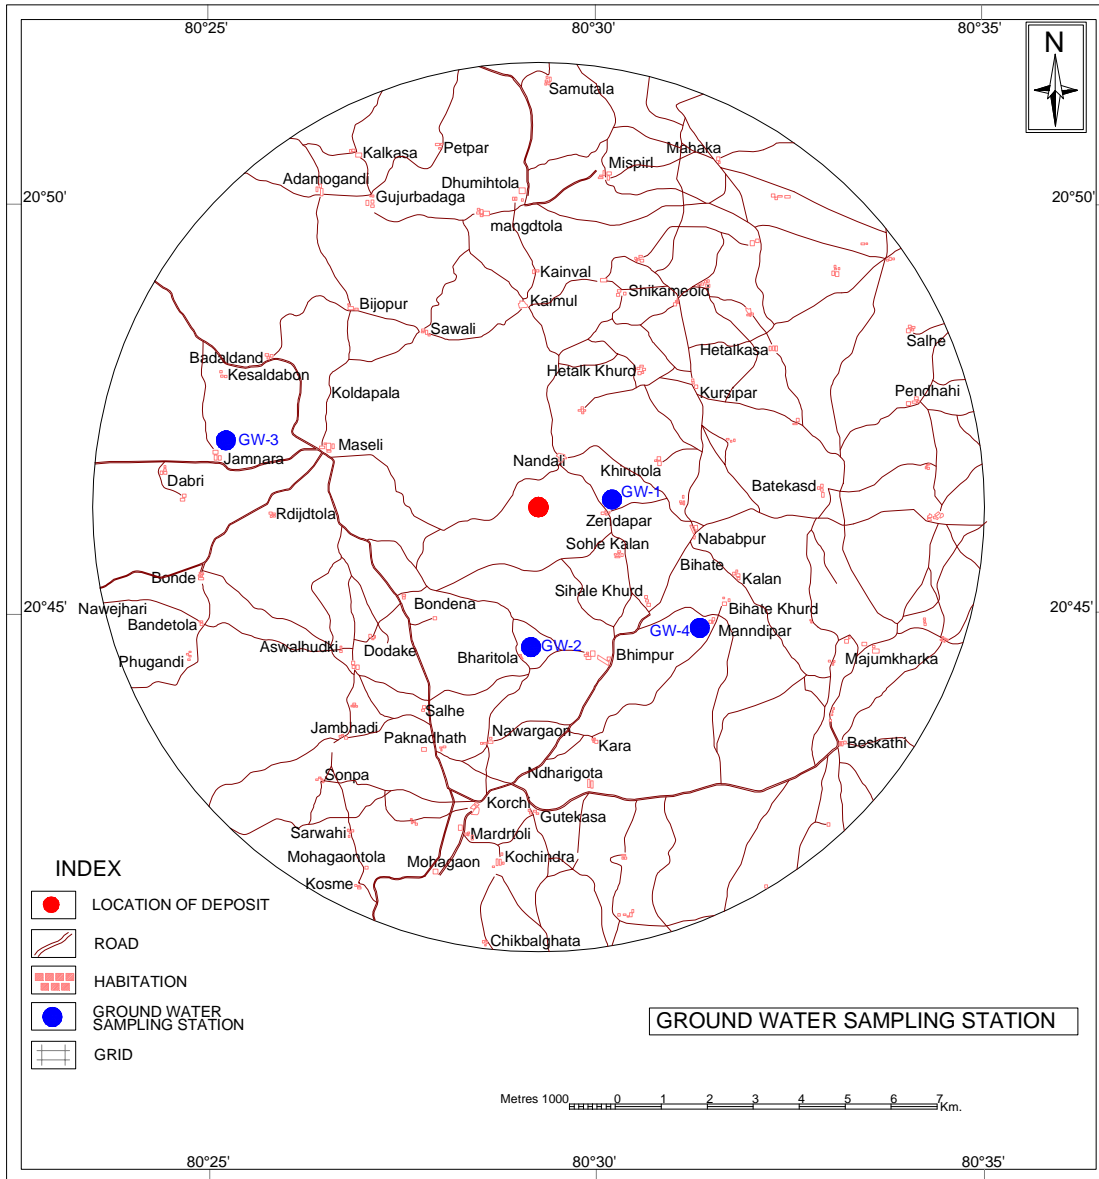 80°25'
80°30'
80°35'
N
Samutala
Kalkasa
Petpar
Mahaka
Mispirl
Adamogandi
Dhumihtola
Gujurbadaga
20°50'
20°50'
mangdtola
Kainval
Shikameoid
Kaimul
Bijopur
Sawali
Salhe
Badaldand
Hetalkasa
Kesaldabon
Hetalk Khurd
Koldapala
Kursipar
Pendhahi
GW-3
Maseli
Jamnara
Nandali
Khirutola
Dabri
Batekasd
GW-1
Rdijdtola
Zendapar
Nababpur
Sohle Kalan
Bihate
Bonde
Kalan
Sihale Khurd
Nawejhari
Bondena
Bihate Khurd
20°45'
20°45'
Bandetola
GW-4
Manndipar
Aswalhudki
Dodake
GW-2
Phugandi
Bharitola
Bhimpur
Majumkharka
Salhe
Jambhadi
Nawargaon
Paknadhath
Kara
Beskathi
Sonpa
Ndharigota
Korchi
Gutekasa
Sarwahi
Mardrtoli
Mohagaontola
Mohagaon
Kochindra
Kosme
Chikbalghata
INDEX
LOCATION OF DEPOSIT
ROAD
HABITATION
GROUND WATER
SAMPLING STATION
GRID
GROUND WATER SAMPLING STATION
Metres 1000 0 1 2 3 4 5 6 7
Km.
80°25'
80°30'
80°35'